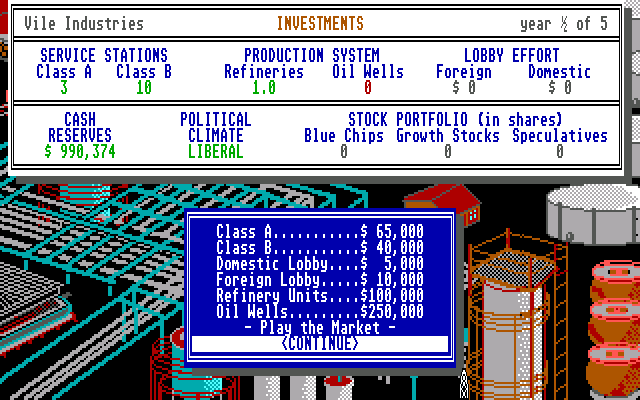 Vile Industries INVESTMENTS year ½ of 5
SERVICE STATIONS PRODUCTION SYSTEM LOBBY EFFORT
Class A Class B Refineries Oil Wells Foreign Domestic
3 10 1.0 0 $ 0 $ 0
CASH POLITICAL STOCK PORTFOLIO (in shares)
RESERVES CLIMATE Blue Chips Growth Stocks Speculatives
$ 990,374 LIBERAL 0 0 0
Class A...........$ 65,000
Class B...........$ 40,000
Domestic Lobby....$ 5,000
Foreign Lobby.....$ 10,000
Refinery Units....$100,000
Oil Wells.........$250,000
- Play the Market -
<CONTINUE>